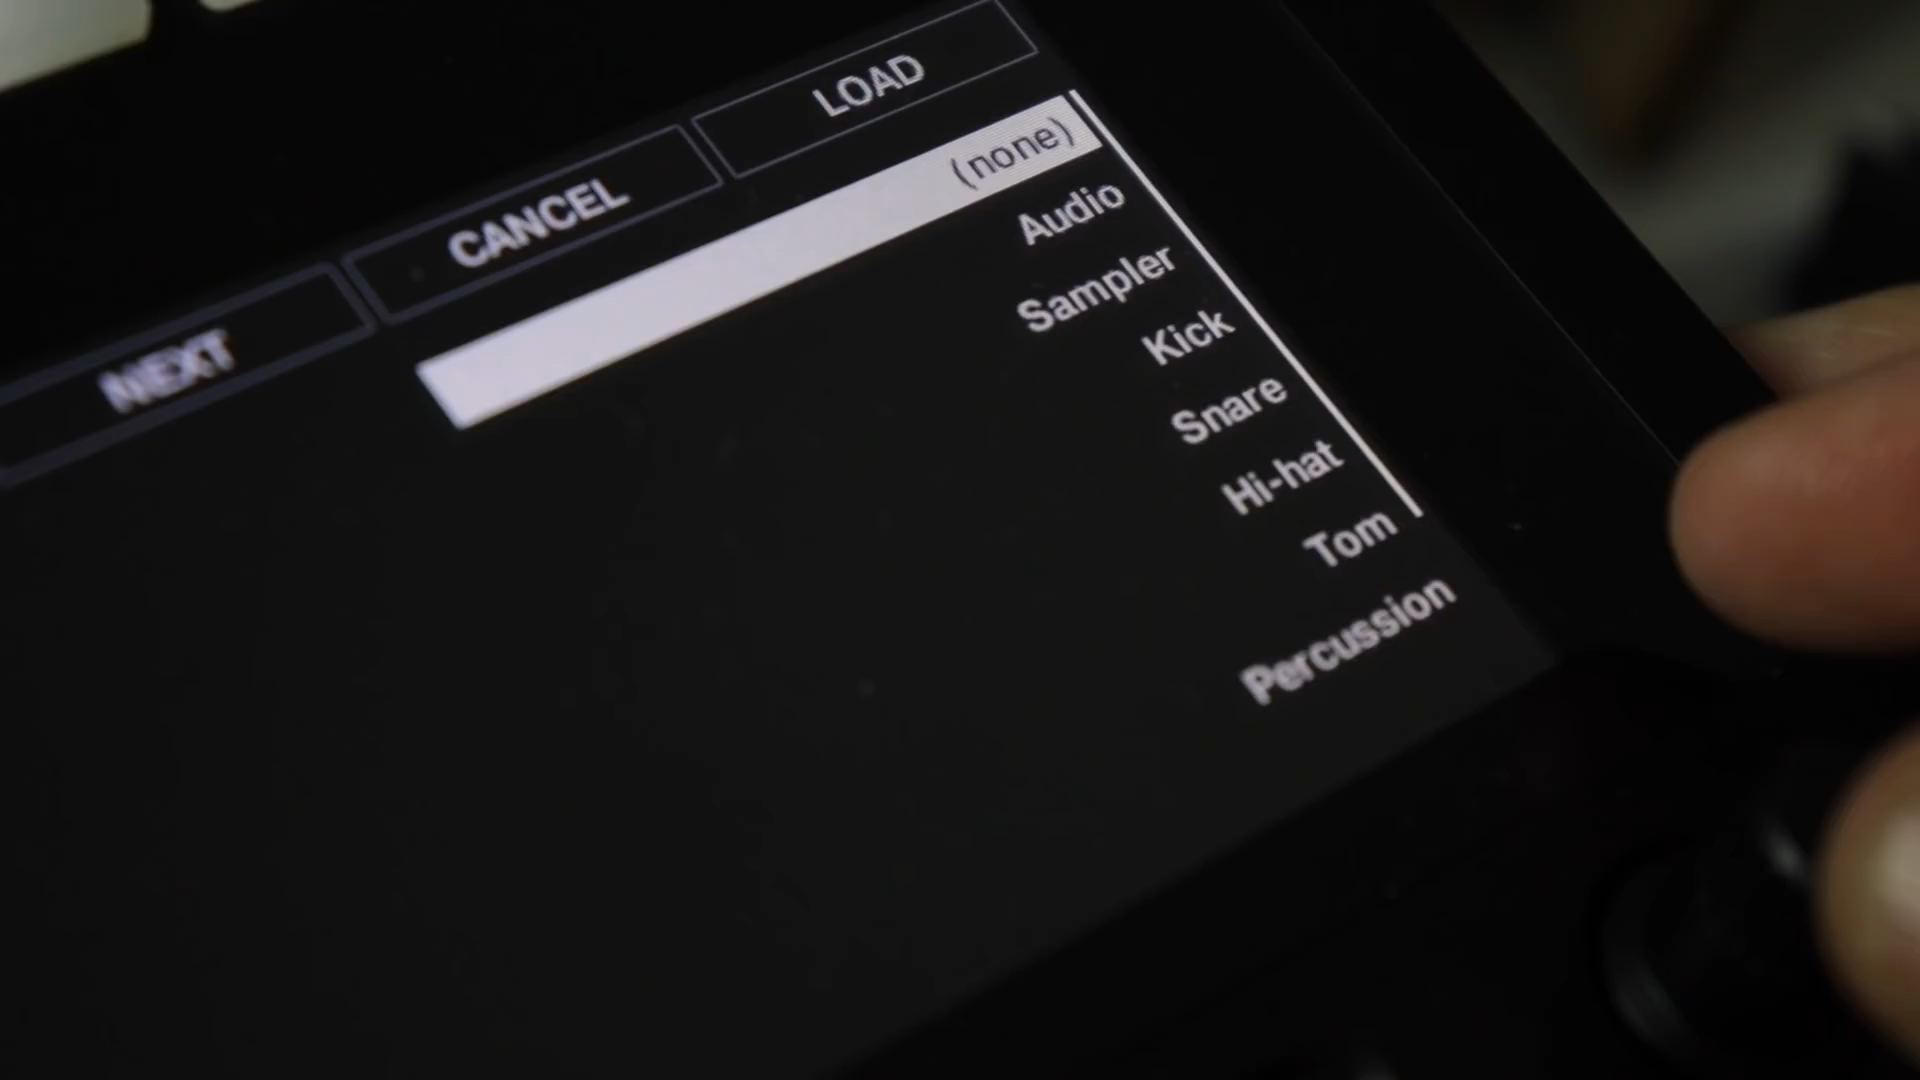 NEXT
CANCEL
LOAD
(none)
Audio
Sampler
Kick
Snare
Hi-hat
Tom
Percussion